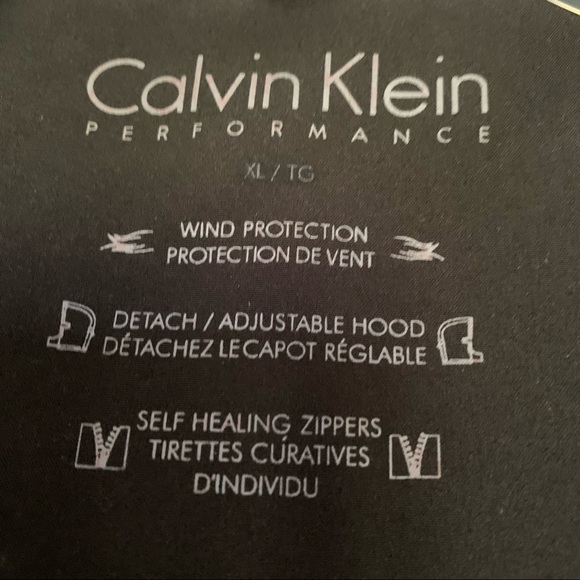 Calvin Klein
PERFORMANCE
XL / TG
WIND PROTECTION
PROTECTION DE VENT
DETACH / ADJUSTABLE HOOD
DÉTACHEZ LE CAPOT RÉGLABLE
SELF HEALING ZIPPERS
TIRETTES CÚRATIVES
D'INDIVIDU